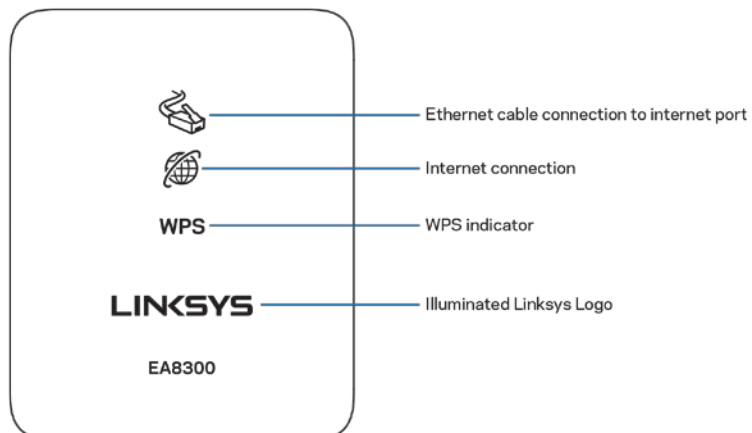 Ethernet cable connection to internet port
Internet connection
WPS
WPS indicator
LINKSYS
Illuminated Linksys Logo
EA8300